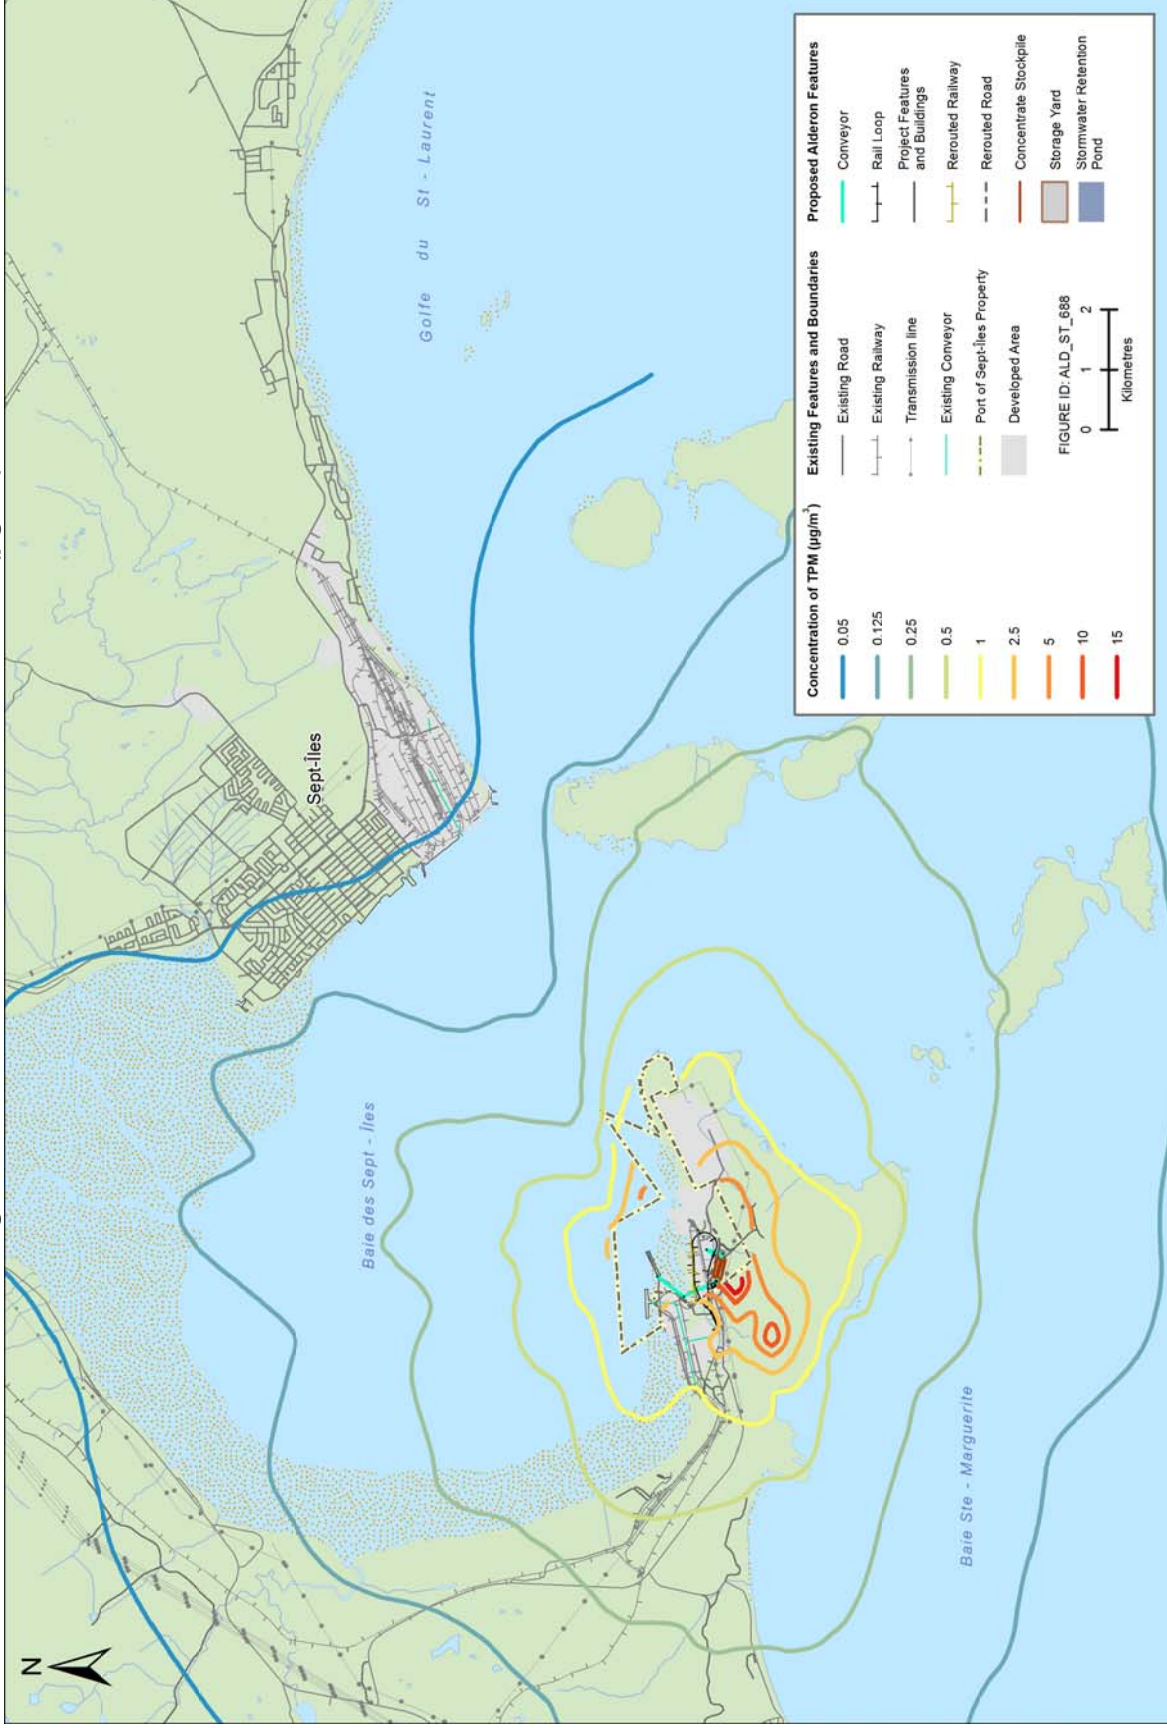 N
Sept-Îles
Golfe du St - Laurent
Baie des Sept - Îles
Baie Ste - Marguerite
Concentration of TPM (µg/m³)
0.05
0.125
0.25
0.5
1
2.5
5
10
15
Existing Features and Boundaries
Existing Road
Existing Railway
Transmission line
Existing Conveyor
Port of Sept-Îles Property
Developed Area
FIGURE ID: ALD_ST_688
0 1 2
Kilometres
Proposed Alderon Features
Conveyor
Rail Loop
Project Features
and Buildings
Rerouted Railway
Rerouted Road
Concentrate Stockpile
Storage Yard
Stormwater Retention
Pond